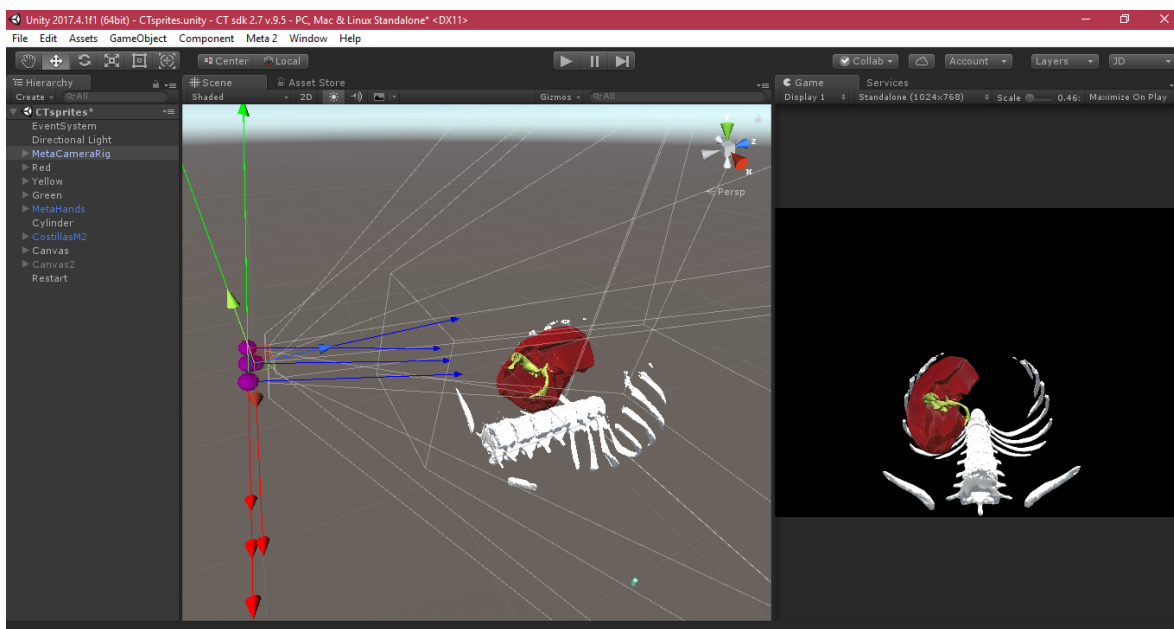 Unity 2017.4.1f1 (64bit) - CTsprites.unity - CT sdk 2.7 v.9.5 - PC, Mac & Linux Standalone* <DX11>
File Edit Assets GameObject Component Meta 2 Window Help
Center Local Collab Account Layers JD
Hierarchy Scene Asset Store Game Services
Create All Shaded 2D Gizmos All Display 1 Standalone (1024x768) Scale 0.46: Maximize On Play
CTsprites*
EventSystem
Directional Light
MetaCameraRig
Red
Yellow
Green
MetaHands
Cylinder
CostillasM2
Canvas
Canvas2
Restart
y
z
x
Persp